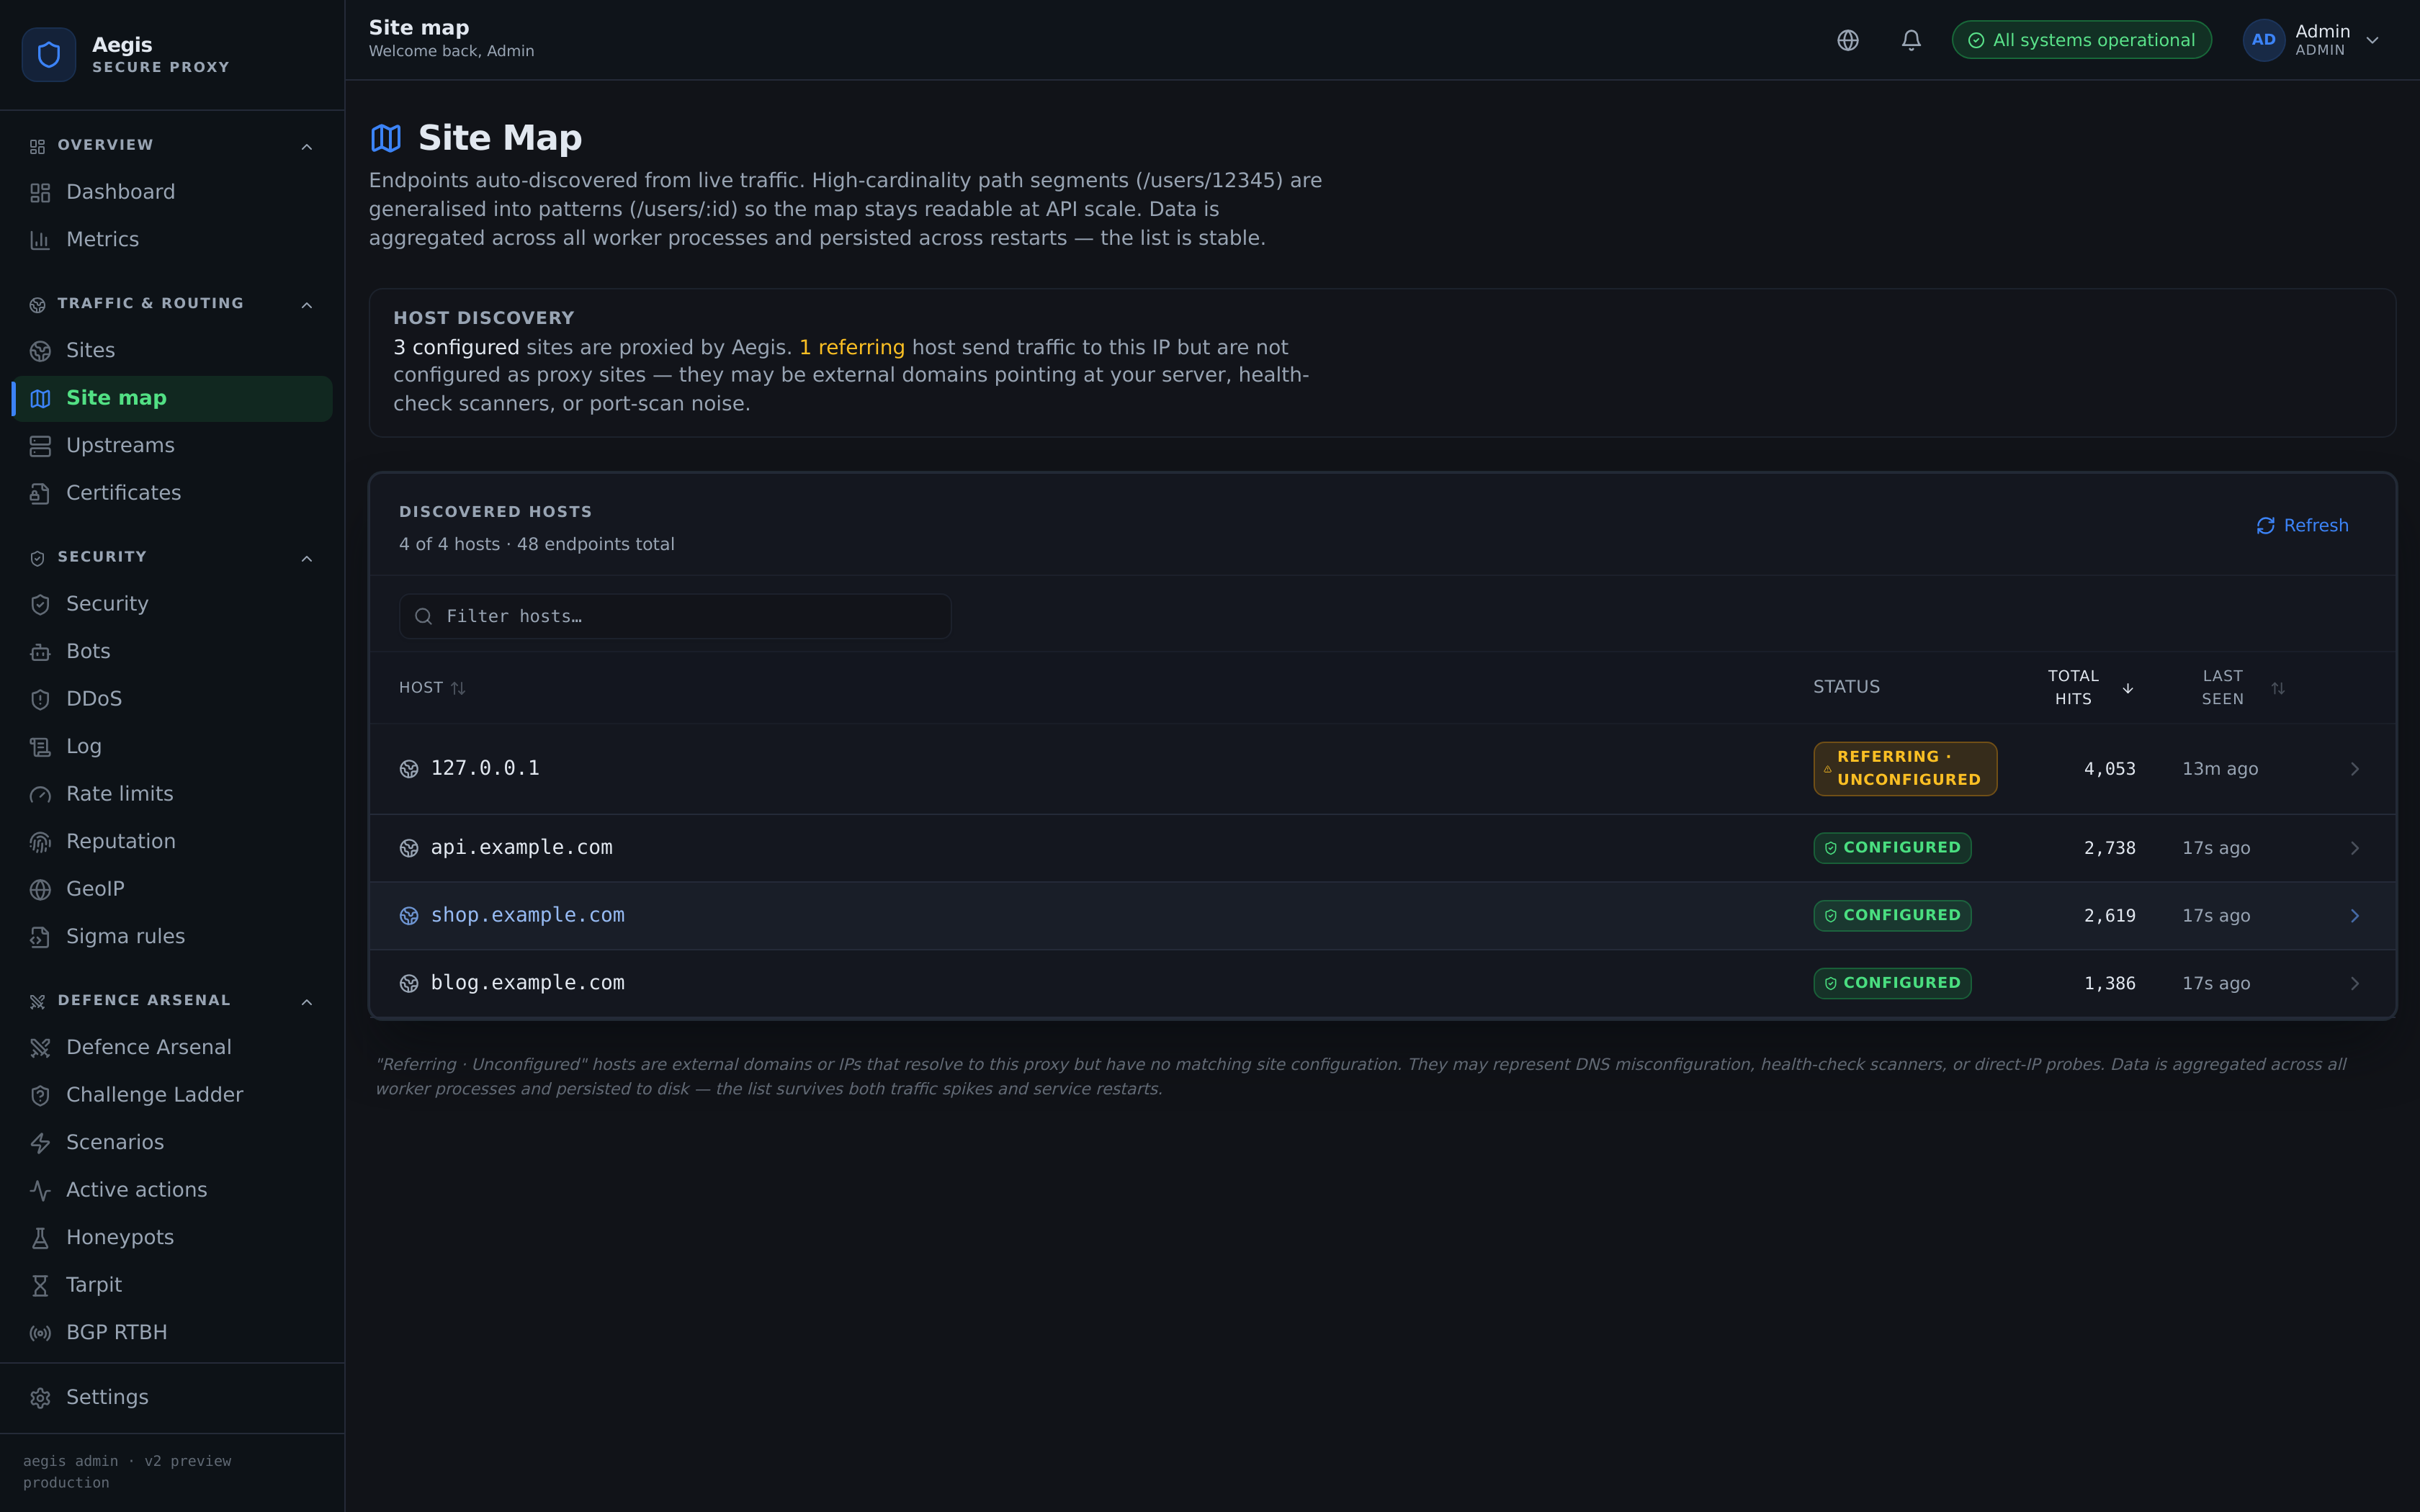 Aegis
SECURE PROXY
OVERVIEW
Dashboard
Metrics
TRAFFIC & ROUTING
Sites
Site map
Upstreams
Certificates
SECURITY
Security
Bots
DDoS
Log
Rate limits
Reputation
GeoIP
Sigma rules
DEFENCE ARSENAL
Defence Arsenal
Challenge Ladder
Scenarios
Active actions
Honeypots
Tarpit
BGP RTBH
Settings
aegis admin · v2 preview
production
Site map
Welcome back, Admin
All systems operational
AD
Admin
ADMIN
Site Map
Endpoints auto-discovered from live traffic. High-cardinality path segments (/users/12345) are
generalised into patterns (/users/:id) so the map stays readable at API scale. Data is
aggregated across all worker processes and persisted across restarts — the list is stable.
HOST DISCOVERY
3 configured sites are proxied by Aegis. 1 referring host send traffic to this IP but are not
configured as proxy sites — they may be external domains pointing at your server, health-
check scanners, or port-scan noise.
DISCOVERED HOSTS
4 of 4 hosts · 48 endpoints total
Refresh
Filter hosts…
HOST STATUS TOTAL HITS LAST SEEN
127.0.0.1 REFERRING · UNCONFIGURED 4,053 13m ago
api.example.com CONFIGURED 2,738 17s ago
shop.example.com CONFIGURED 2,619 17s ago
blog.example.com CONFIGURED 1,386 17s ago
"Referring · Unconfigured" hosts are external domains or IPs that resolve to this proxy but have no matching site configuration. They may represent DNS misconfiguration, health-check scanners, or direct-IP probes. Data is aggregated across all
worker processes and persisted to disk — the list survives both traffic spikes and service restarts.